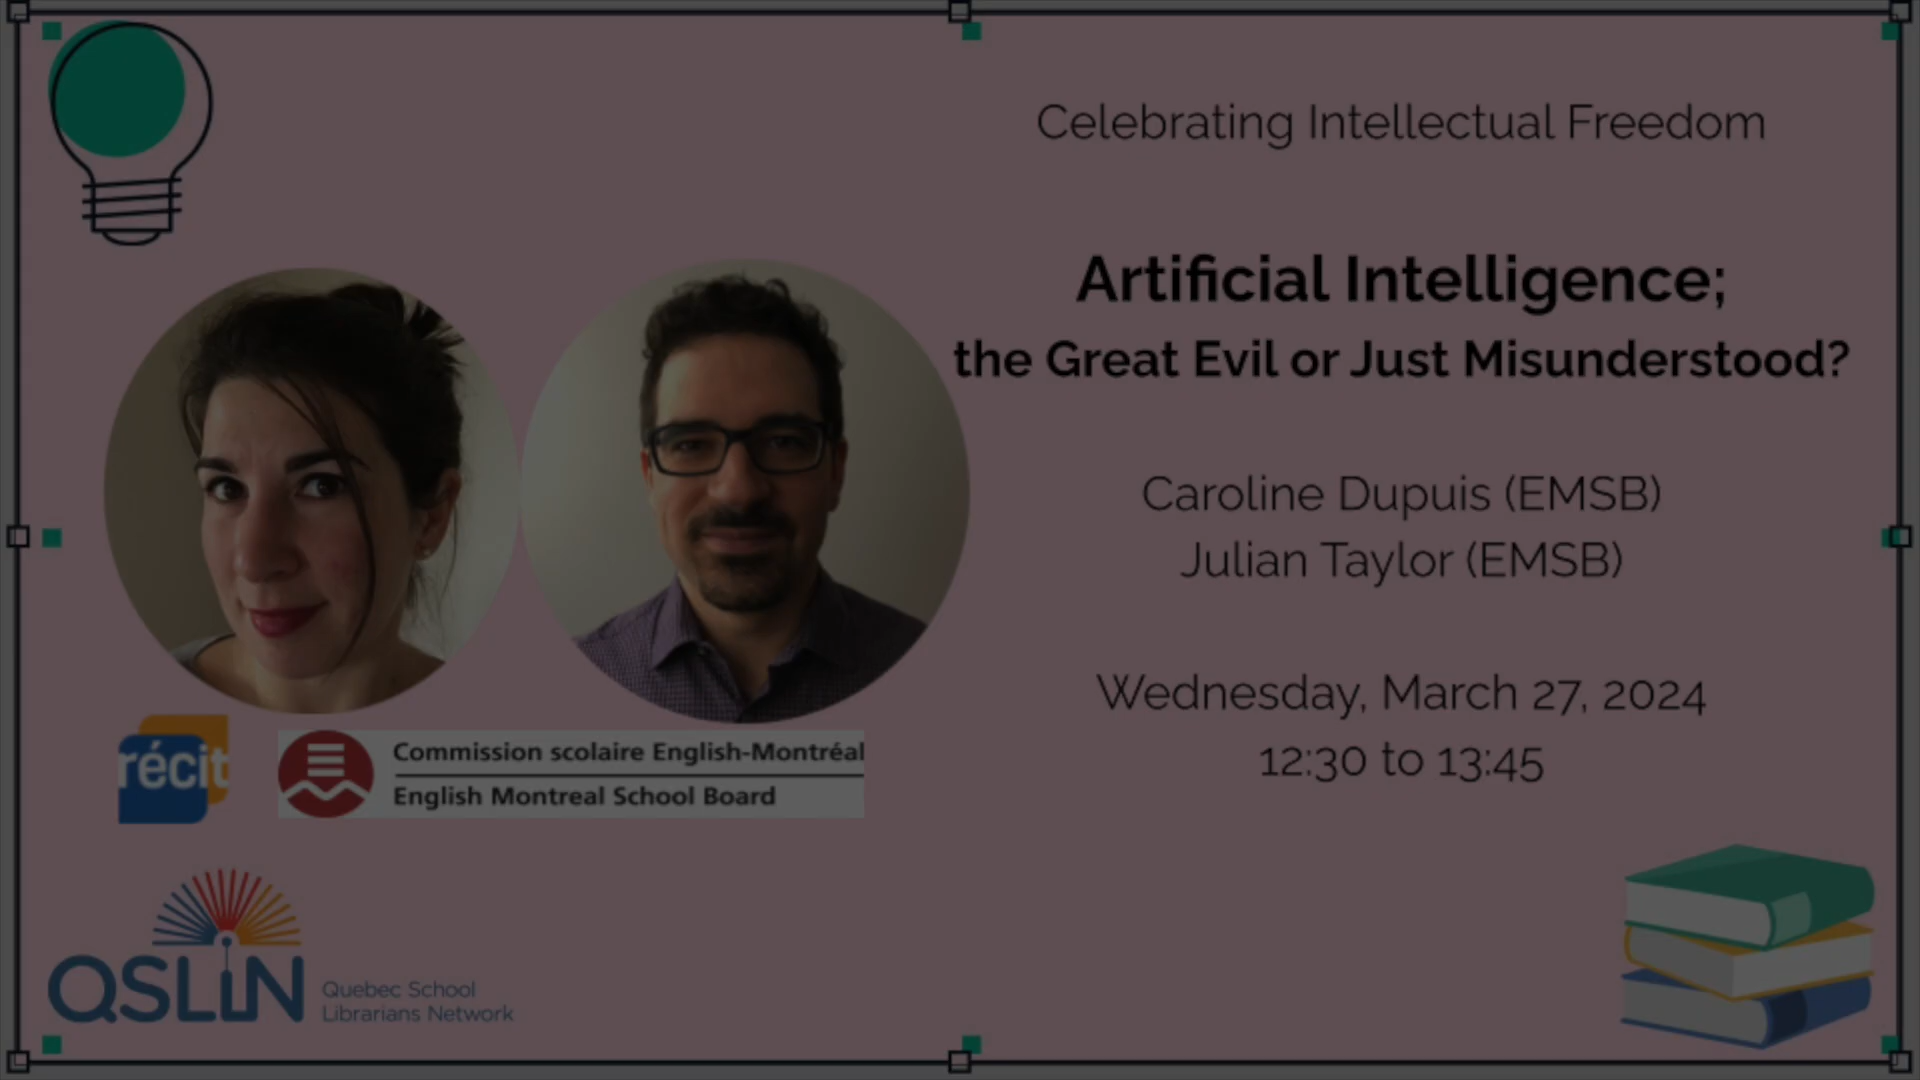 Celebrating Intellectual Freedom
Artificial Intelligence;
the Great Evil or Just Misunderstood?
Caroline Dupuis (EMSB)
Julian Taylor (EMSB)
Wednesday, March 27, 2024
12:30 to 13:45
récit
Commission scolaire English-Montréal
English Montreal School Board
QSLiN
Quebec School
Librarians Network